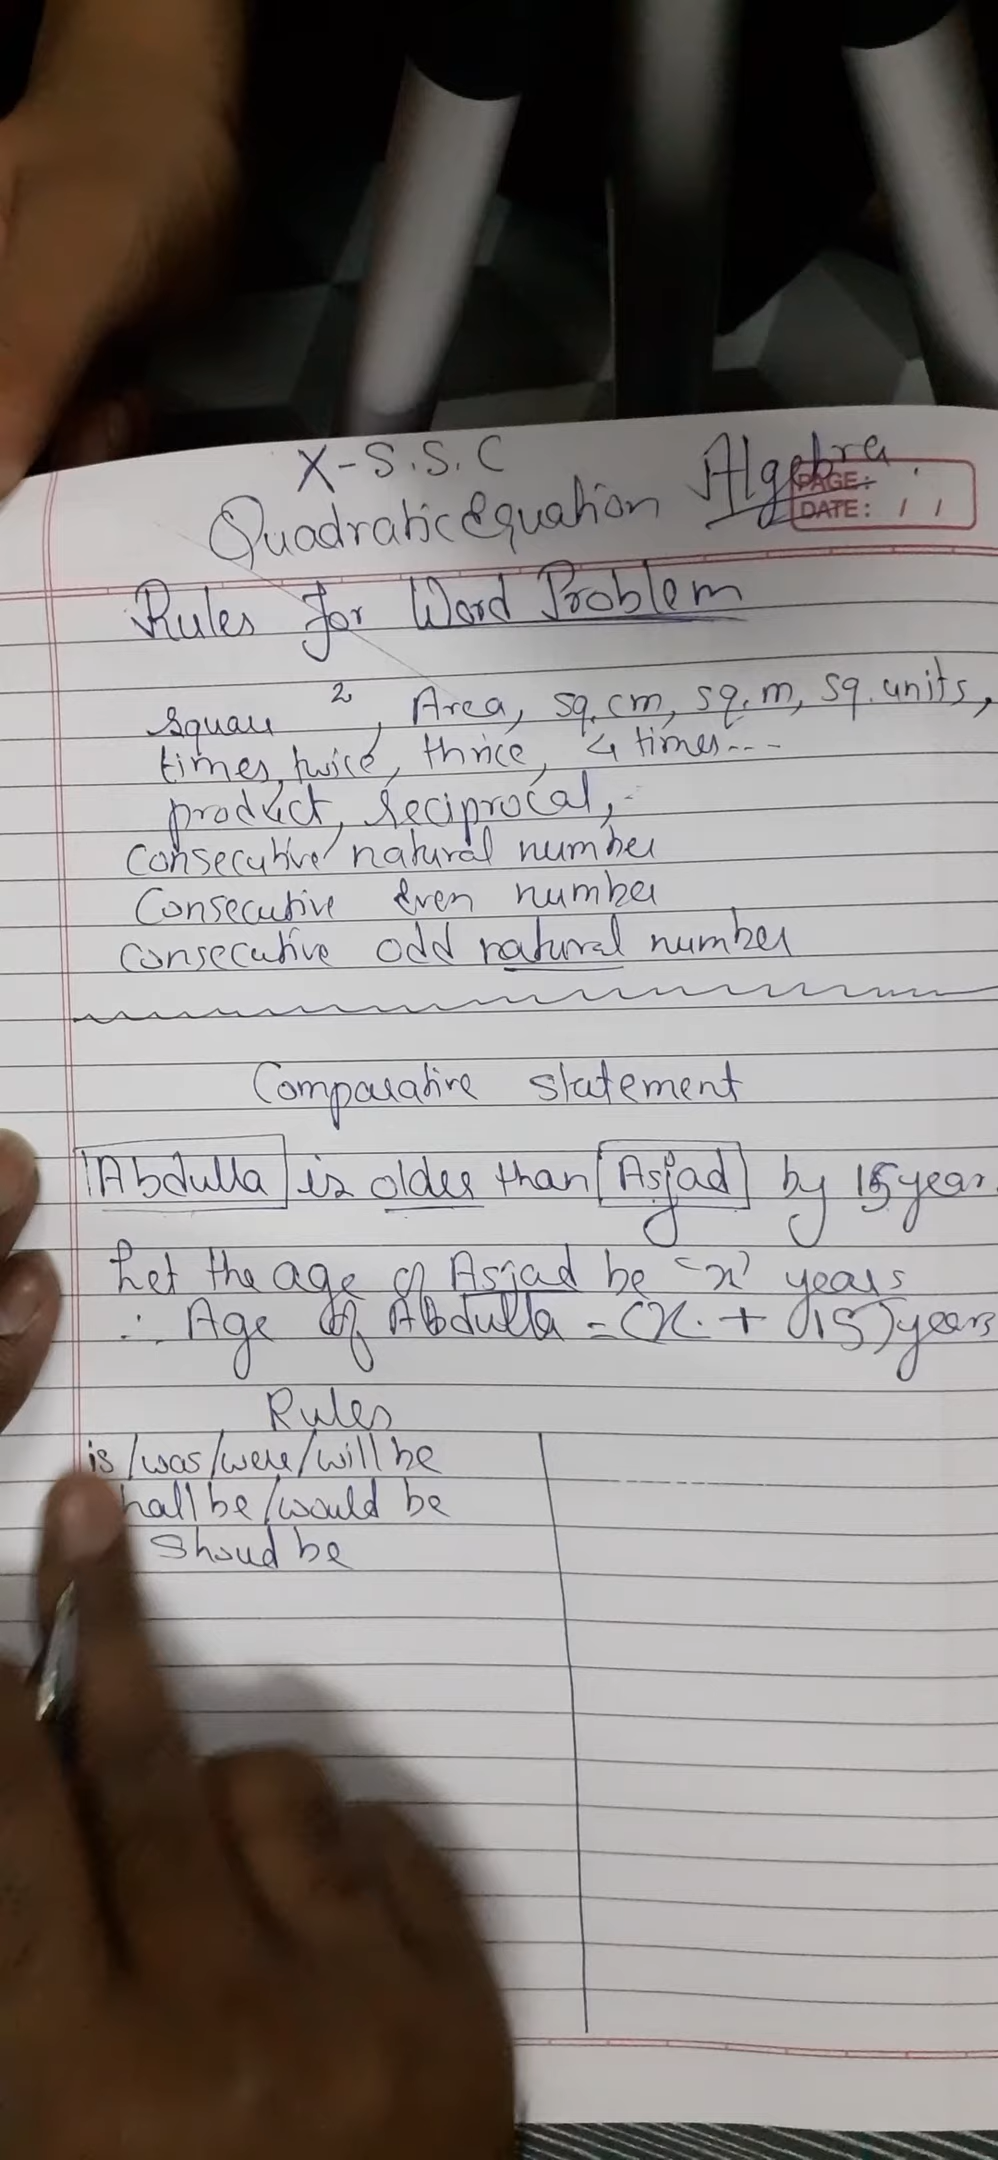 X-S.S.C
Algebra
PAGE:
DATE: / /
Quadratic Equation
Rules for Word Problem
square ², Area, sq.cm, sq.m, sq.units,
times, twice, thrice, 4 times---
product, reciprocal,
Consecutive natural number
Consecutive Even number
consecutive odd natural number
Comparative statement
Abdulla is older than Asjad by 15 year.
Let the age of Asjad be 'x' years
∴ Age of Abdulla = (x + 15) years
Rules
is/was/were/will be
hall be/would be
Shoud be